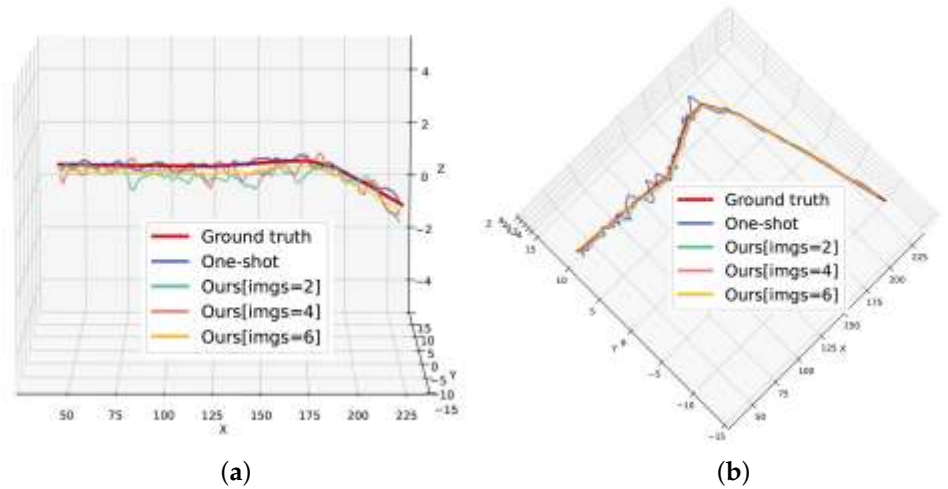 4
2
0
Z
−2
−4
Ground truth
One-shot
Ours[imgs=2]
Ours[imgs=4]
Ours[imgs=6]
15
10
5
0
Y
−5
−10
−15
50 75 100 125 150 175 200 225
X
(a)
2
15
10
5
0
Y
−5
−10
−15
Ground truth
One-shot
Ours[imgs=2]
Ours[imgs=4]
Ours[imgs=6]
225
200
175
150
125 X
100
75
50
(b)